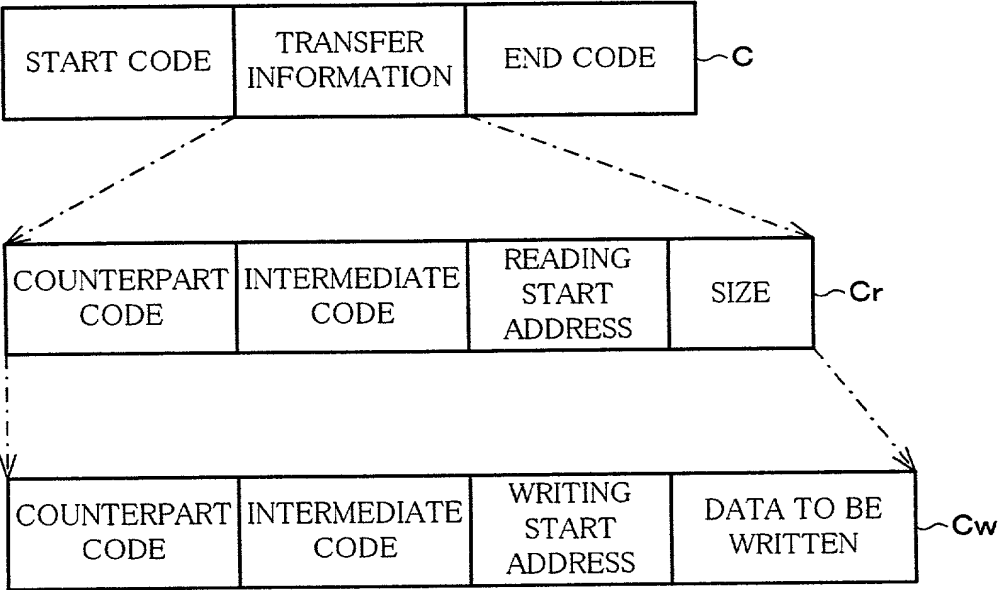 START CODE
TRANSFER
INFORMATION
END CODE
C
COUNTERPART
CODE
INTERMEDIATE
CODE
READING
START
ADDRESS
SIZE
Cr
COUNTERPART
CODE
INTERMEDIATE
CODE
WRITING
START
ADDRESS
DATA TO BE
WRITTEN
Cw